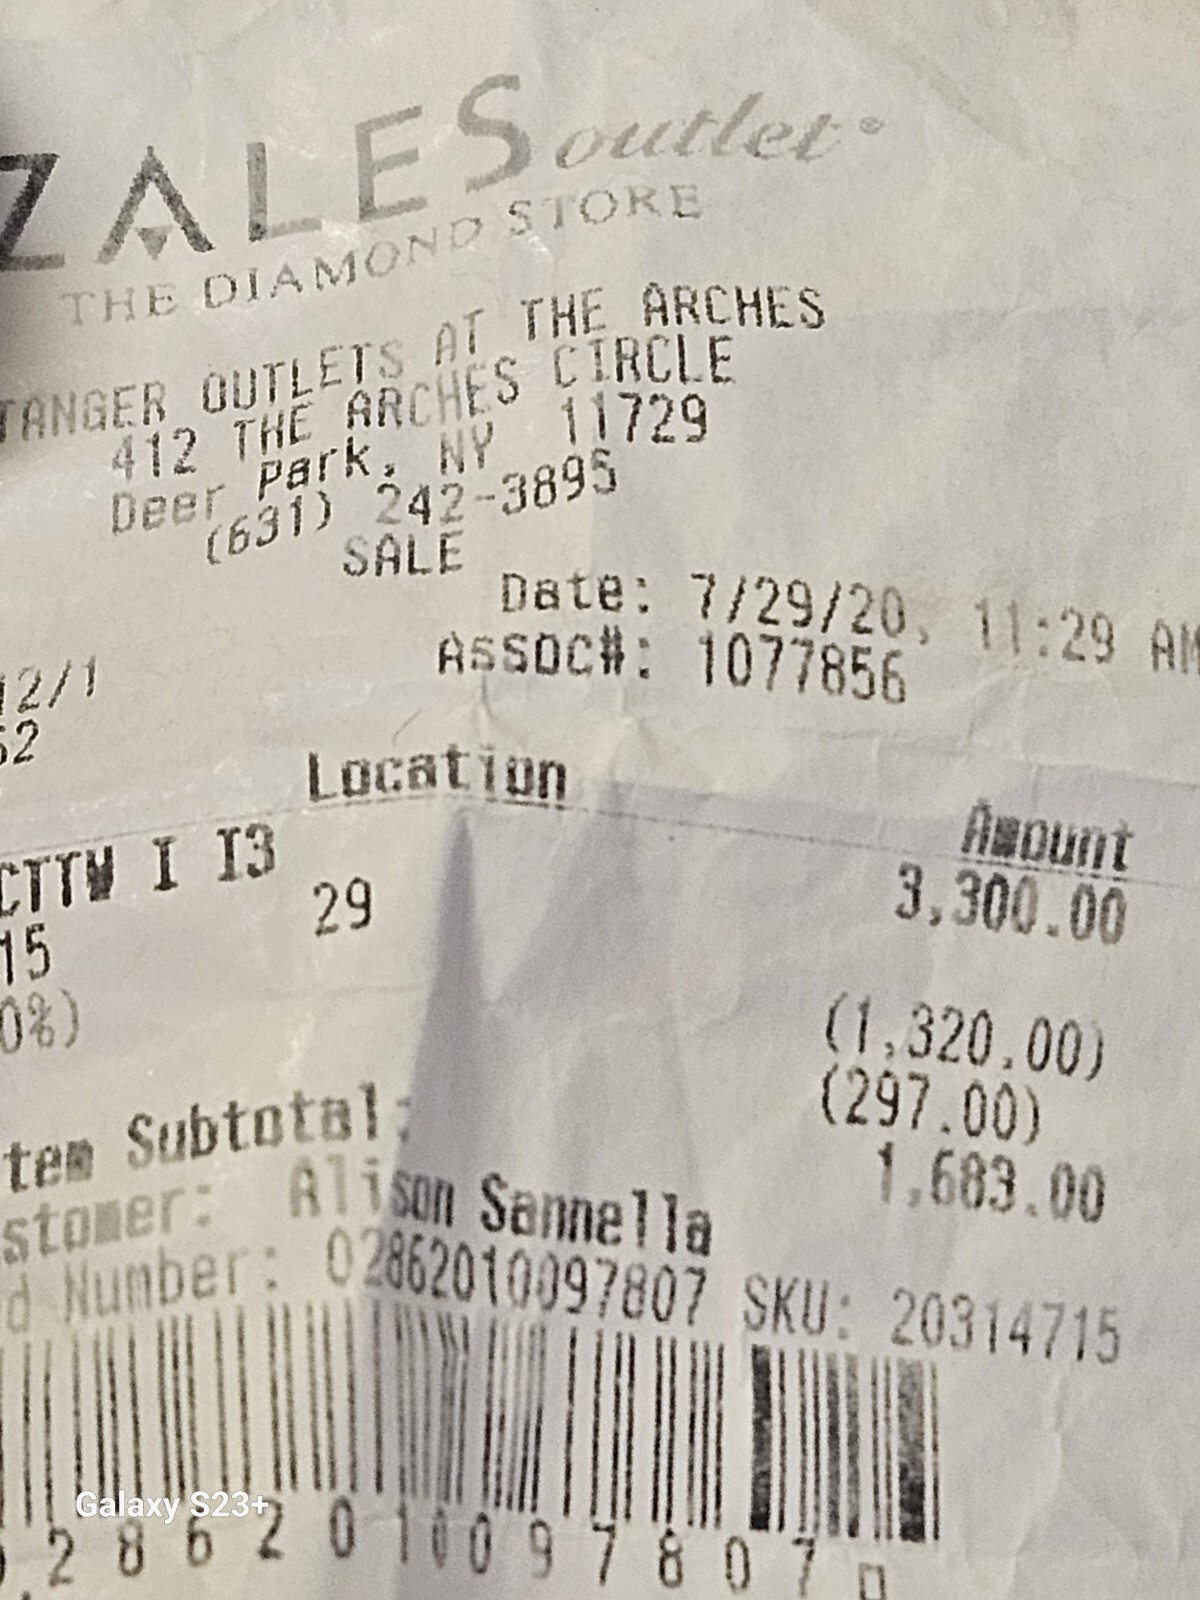 ZALES outlet®
THE DIAMOND STORE
TANGER OUTLETS AT THE ARCHES
412 THE ARCHES CIRCLE
Deer Park, NY 11729
(631) 242-3895
SALE
Date: 7/29/20, 11:29 AM
12/1 Assoc#: 1077856
62
Location Amount
CTTW I I3 3,300.00
15 29
0%) (1,320.00)
(297.00)
tem Subtotal: 1,683.00
stomer: Alison Sannella
d Number: 02862010097807 SKU: 20314715
2862010097807
Galaxy S23+